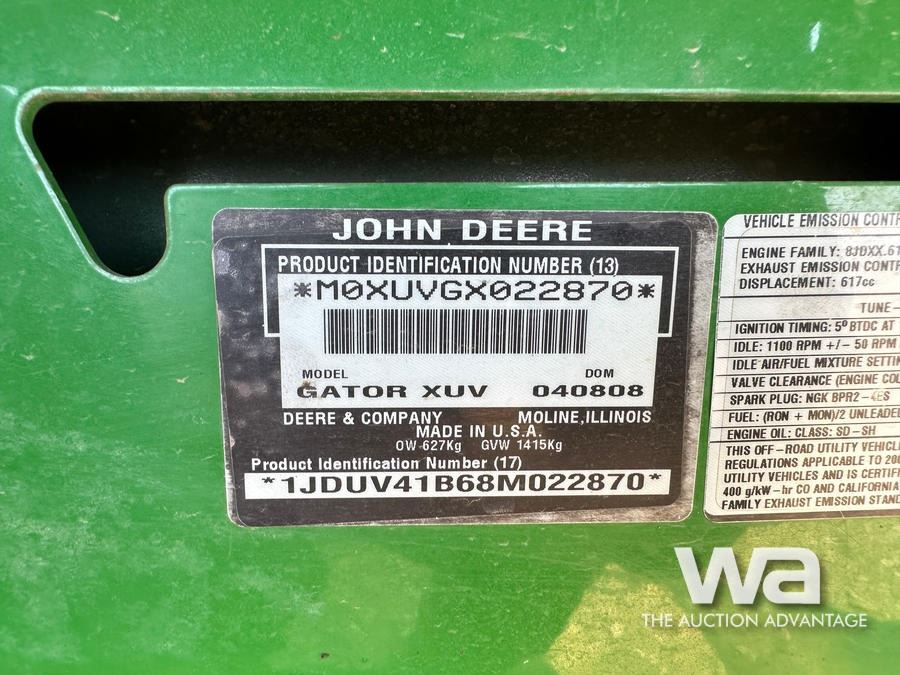 JOHN DEERE
PRODUCT IDENTIFICATION NUMBER (13)
*M0XUVGX022870*
MODEL DOM
GATOR XUV 040808
DEERE & COMPANY MOLINE,ILLINOIS
MADE IN U.S.A.
OW 627Kg GVW 1415Kg
Product Identification Number (17)
*1JDUV41B68M022870*
VEHICLE EMISSION CONT
ENGINE FAMILY: 8JDXX.61
EXHAUST EMISSION CONT
DISPLACEMENT: 617cc
TUNE-
IGNITION TIMING: 5º BTDC AT
IDLE: 1100 RPM +/- 50 RPM
IDLE AIR/FUEL MIXTURE SETTIN
VALVE CLEARANCE (ENGINE COL
SPARK PLUG: NGK BPR2-4ES
FUEL: (RON + MON)/2 UNLEADE
ENGINE OIL: CLASS: SD-SH
THIS OFF-ROAD UTILITY VEHICL
REGULATIONS APPLICABLE TO 20
UTILITY VEHICLES AND IS CERTIF
400 g/kW-hr CO AND CALIFORNIA
FAMILY EXHAUST EMISSION STAN
wa
THE AUCTION ADVANTAGE